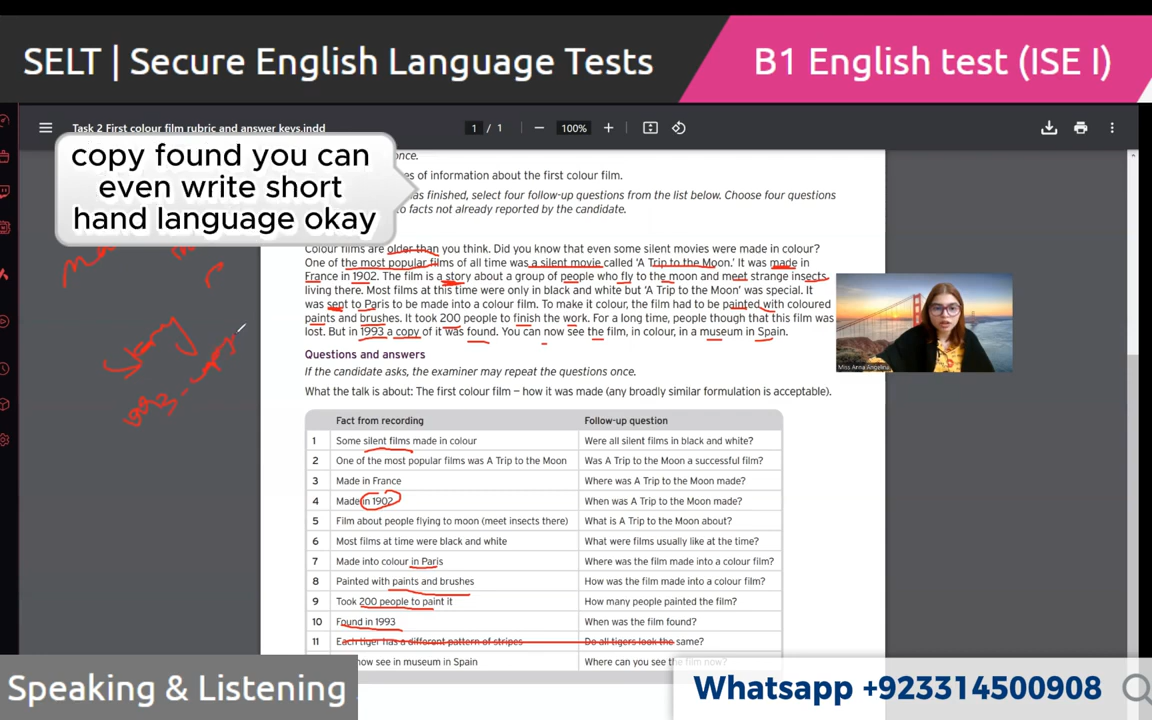 SELT | Secure English Language Tests
B1 English test (ISE I)
Task 2 First colour film rubric and answer keys.indd
1 / 1
100%
copy found you can
even write short
hand language okay
once.
es of information about the first colour film.
as finished, select four follow-up questions from the list below. Choose four questions
to facts not already reported by the candidate.
Colour films are older than you think. Did you know that even some silent movies were made in colour?
One of the most popular films of all time was a silent movie called ‘A Trip to the Moon.’ It was made in
France in 1902. The film is a story about a group of people who fly to the moon and meet strange insects
living there. Most films at this time were only in black and white but ‘A Trip to the Moon’ was special. It
was sent to Paris to be made into a colour film. To make it colour, the film had to be painted with coloured
paints and brushes. It took 200 people to finish the work. For a long time, people though that this film was
lost. But in 1993 a copy of it was found. You can now see the film, in colour, in a museum in Spain.
Questions and answers
If the candidate asks, the examiner may repeat the questions once.
What the talk is about: The first colour film – how it was made (any broadly similar formulation is acceptable).
Fact from recording Follow-up question
1 Some silent films made in colour Were all silent films in black and white?
2 One of the most popular films was A Trip to the Moon Was A Trip to the Moon a successful film?
3 Made in France Where was A Trip to the Moon made?
4 Made in 1902 When was A Trip to the Moon made?
5 Film about people flying to moon (meet insects there) What is A Trip to the Moon about?
6 Most films at time were black and white What were films usually like at the time?
7 Made into colour in Paris Where was the film made into a colour film?
8 Painted with paints and brushes How was the film made into a colour film?
9 Took 200 people to paint it How many people painted the film?
10 Found in 1993 When was the film found?
11 Each tiger has a different pattern of stripes Do all tigers look the same?
now see in museum in Spain Where can you see the film now?
Miss Arna Angelina
Story
1993 - copy
Speaking & Listening
Whatsapp +923314500908